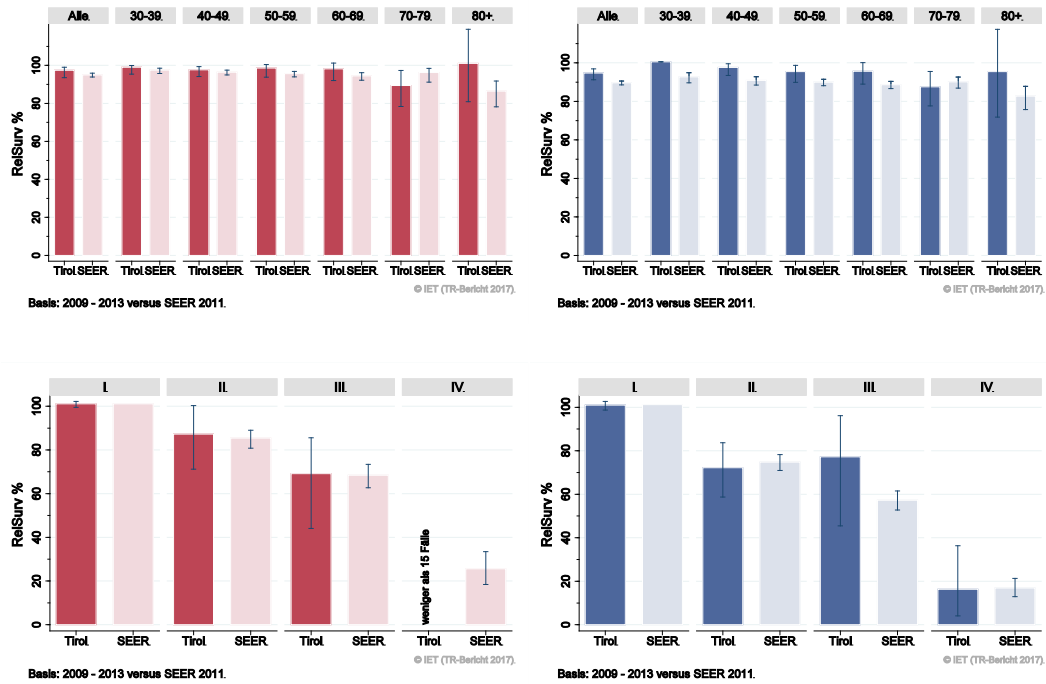 Alle. 30-39. 40-49. 50-59. 60-69. 70-79. 80+.
RelSurv %
100
80
60
40
20
0
Tirol. SEER. Tirol. SEER. Tirol. SEER. Tirol. SEER. Tirol. SEER. Tirol. SEER. Tirol. SEER.
© IET (TR-Bericht 2017).
Basis: 2009 - 2013 versus SEER 2011.
Alle. 30-39. 40-49. 50-59. 60-69. 70-79. 80+.
RelSurv %
100
80
60
40
20
0
Tirol. SEER. Tirol. SEER. Tirol. SEER. Tirol. SEER. Tirol. SEER. Tirol. SEER. Tirol. SEER.
© IET (TR-Bericht 2017).
Basis: 2009 - 2013 versus SEER 2011.
I. II. III. IV.
RelSurv %
100
80
60
40
20
0
weniger als 15 Fälle
Tirol. SEER. Tirol. SEER. Tirol. SEER. Tirol. SEER.
© IET (TR-Bericht 2017).
Basis: 2009 - 2013 versus SEER 2011.
I. II. III. IV.
RelSurv %
100
80
60
40
20
0
Tirol. SEER. Tirol. SEER. Tirol. SEER. Tirol. SEER.
© IET (TR-Bericht 2017).
Basis: 2009 - 2013 versus SEER 2011.